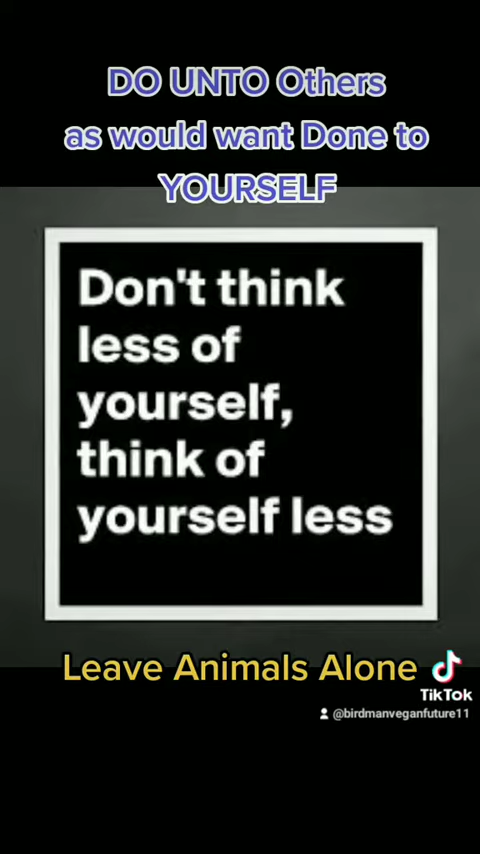 DO UNTO Others
as would want Done to
YOURSELF
Don't think
less of
yourself,
think of
yourself less
Leave Animals Alone
TikTok
@birdmanveganfuture11